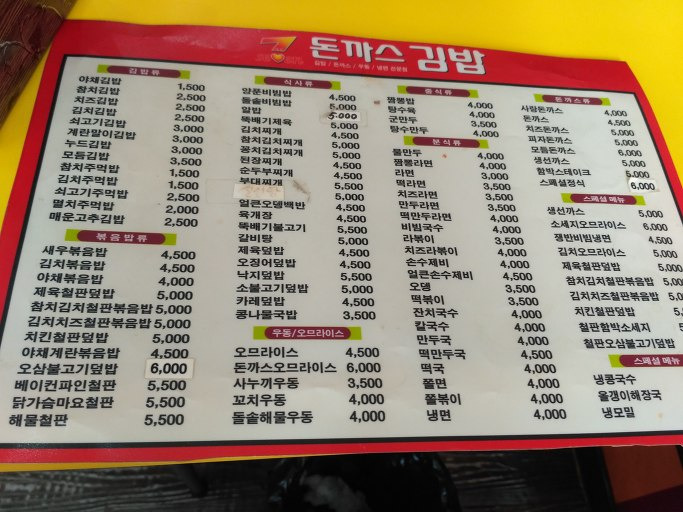 돈까스 김밥
김밥 / 돈까스 / 우동 / 냉면 전문점
김밥류
야채김밥 1,500
참치김밥 2,500
치즈김밥 2,500
김치김밥 2,500
쇠고기김밥 3,000
계란말이김밥 3,000
누드김밥 3,000
모듬김밥 3,500
참치주먹밥 1,500
김치주먹밥 1,500
쇠고기주먹밥 2,500
멸치주먹밥 2,000
매운고추김밥 2,500
볶음밥류
새우볶음밥 4,500
김치볶음밥 4,500
야채볶음밥 4,000
제육철판덮밥 5,000
참치김치철판볶음밥 5,000
김치치즈철판볶음밥 5,000
치킨철판덮밥 5,000
야채계란볶음밥 4,500
오삼불고기덮밥 6,000
베이컨파인철판 5,500
닭가슴마요철판 5,500
해물철판 5,500
식사류
양푼비빔밥 4,500
돌솥비빔밥 5,000
알밥 5,000
뚝배기제육 5,000
김치찌개 4,500
참치김치찌개 5,000
꽁치김치찌개 5,000
된장찌개 4,500
순두부찌개 4,500
부대찌개 5,500
얼큰오뎅백반 4,500
육개장 4,500
뚝배기불고기 5,500
갈비탕 5,000
제육덮밥 4,500
오징어덮밥 4,500
낙지덮밥 5,500
소불고기덮밥 5,000
카레덮밥 4,500
콩나물국밥 3,500
우동/오므라이스
오므라이스 4,500
돈까스오므라이스 6,000
사누끼우동 3,500
꼬치우동 4,000
돌솥해물우동 4,000
중식류
짬뽕밥 4,000
탕수육 4,000
군만두 3,000
탕수만두 4,000
분식류
물만두 3,000
짬뽕라면 4,000
라면 3,000
떡라면 3,500
치즈라면 3,500
만두라면 3,500
떡만두라면 4,000
비빔국수 4,000
라볶이 3,500
치즈라볶이 4,000
손수제비 4,000
얼큰손수제비 4,500
오뎅 3,500
떡볶이 3,500
잔치국수 4,000
칼국수 4,000
만두국 4,000
떡만두국 4,500
떡국 4,000
쫄면 4,000
쫄볶이 4,000
냉면 4,000
돈까스류
사랑돈까스 4,000
돈까스 4,500
치즈돈까스 5,000
피자돈까스 5,000
모듬돈까스 6,000
생선까스 5,000
함박스테이크 5,000
스페셜정식 6,000
스페셜 메뉴
생선까스 5,000
소세지오므라이스 6,000
쟁반비빔냉면 4,500
김치오므라이스 5,000
제육철판덮밥 5,000
참치김치철판볶음밥
김치치즈철판볶음밥
치킨철판덮밥
철판함박소세지
철판오삼불고기덮밥
스페셜 메뉴
냉콩국수
올갱이해장국
냉모밀